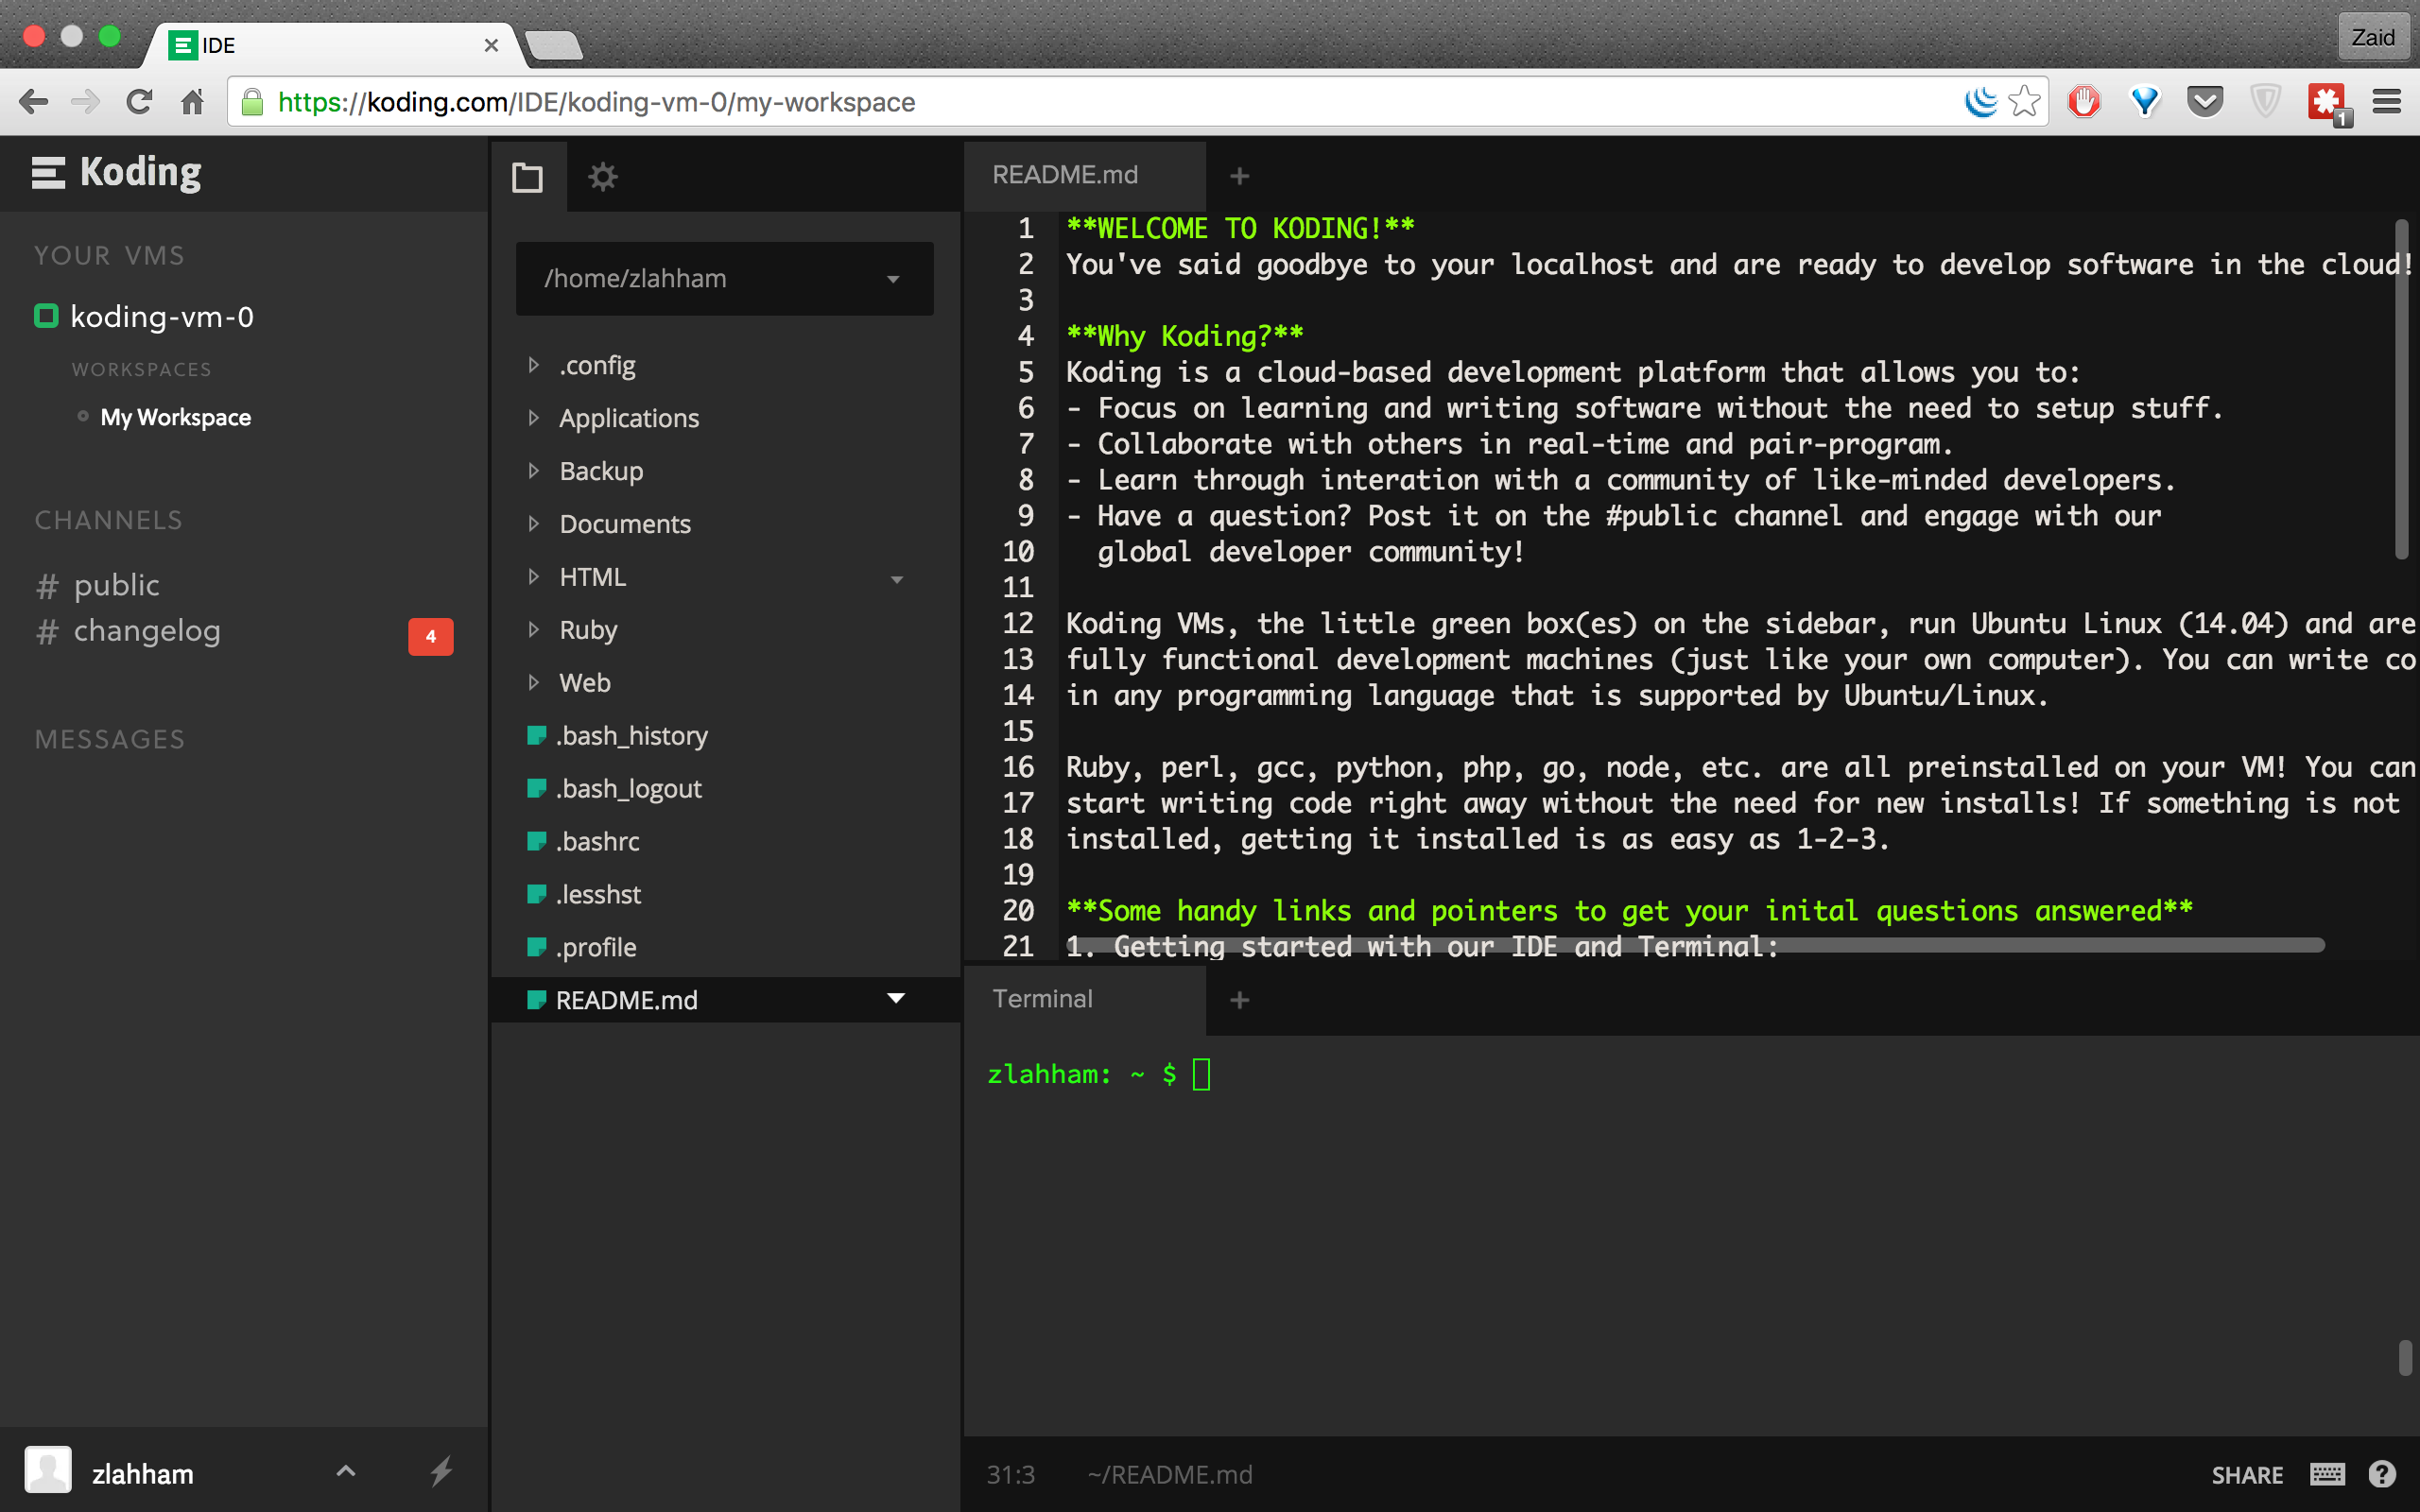 IDE
Zaid
https://koding.com/IDE/koding-vm-0/my-workspace
1
Koding
YOUR VMS
koding-vm-0
WORKSPACES
My Workspace
CHANNELS
# public
# changelog
4
MESSAGES
zlahham
/home/zlahham
.config
Applications
Backup
Documents
HTML
Ruby
Web
.bash_history
.bash_logout
.bashrc
.lesshst
.profile
README.md
README.md +
1 **WELCOME TO KODING!**
2 You've said goodbye to your localhost and are ready to develop software in the cloud!
3
4 **Why Koding?**
5 Koding is a cloud-based development platform that allows you to:
6 - Focus on learning and writing software without the need to setup stuff.
7 - Collaborate with others in real-time and pair-program.
8 - Learn through interation with a community of like-minded developers.
9 - Have a question? Post it on the #public channel and engage with our
10 global developer community!
11
12 Koding VMs, the little green box(es) on the sidebar, run Ubuntu Linux (14.04) and are
13 fully functional development machines (just like your own computer). You can write co
14 in any programming language that is supported by Ubuntu/Linux.
15
16 Ruby, perl, gcc, python, php, go, node, etc. are all preinstalled on your VM! You can
17 start writing code right away without the need for new installs! If something is not
18 installed, getting it installed is as easy as 1-2-3.
19
20 **Some handy links and pointers to get your inital questions answered**
21 1. Getting started with our IDE and Terminal:
Terminal +
zlahham: ~ $
31:3 ~/README.md
SHARE ?